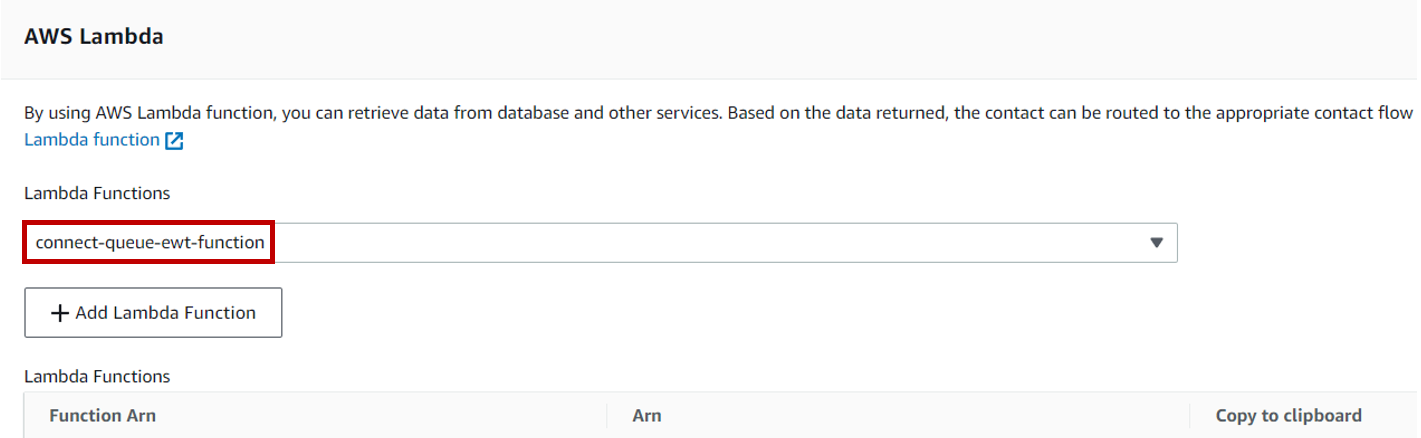 AWS Lambda
By using AWS Lambda function, you can retrieve data from database and other services. Based on the data returned, the contact can be routed to the appropriate contact flow
Lambda function
Lambda Functions
connect-queue-ewt-function
Add Lambda Function
Lambda Functions
Function Arn Arn Copy to clipboard